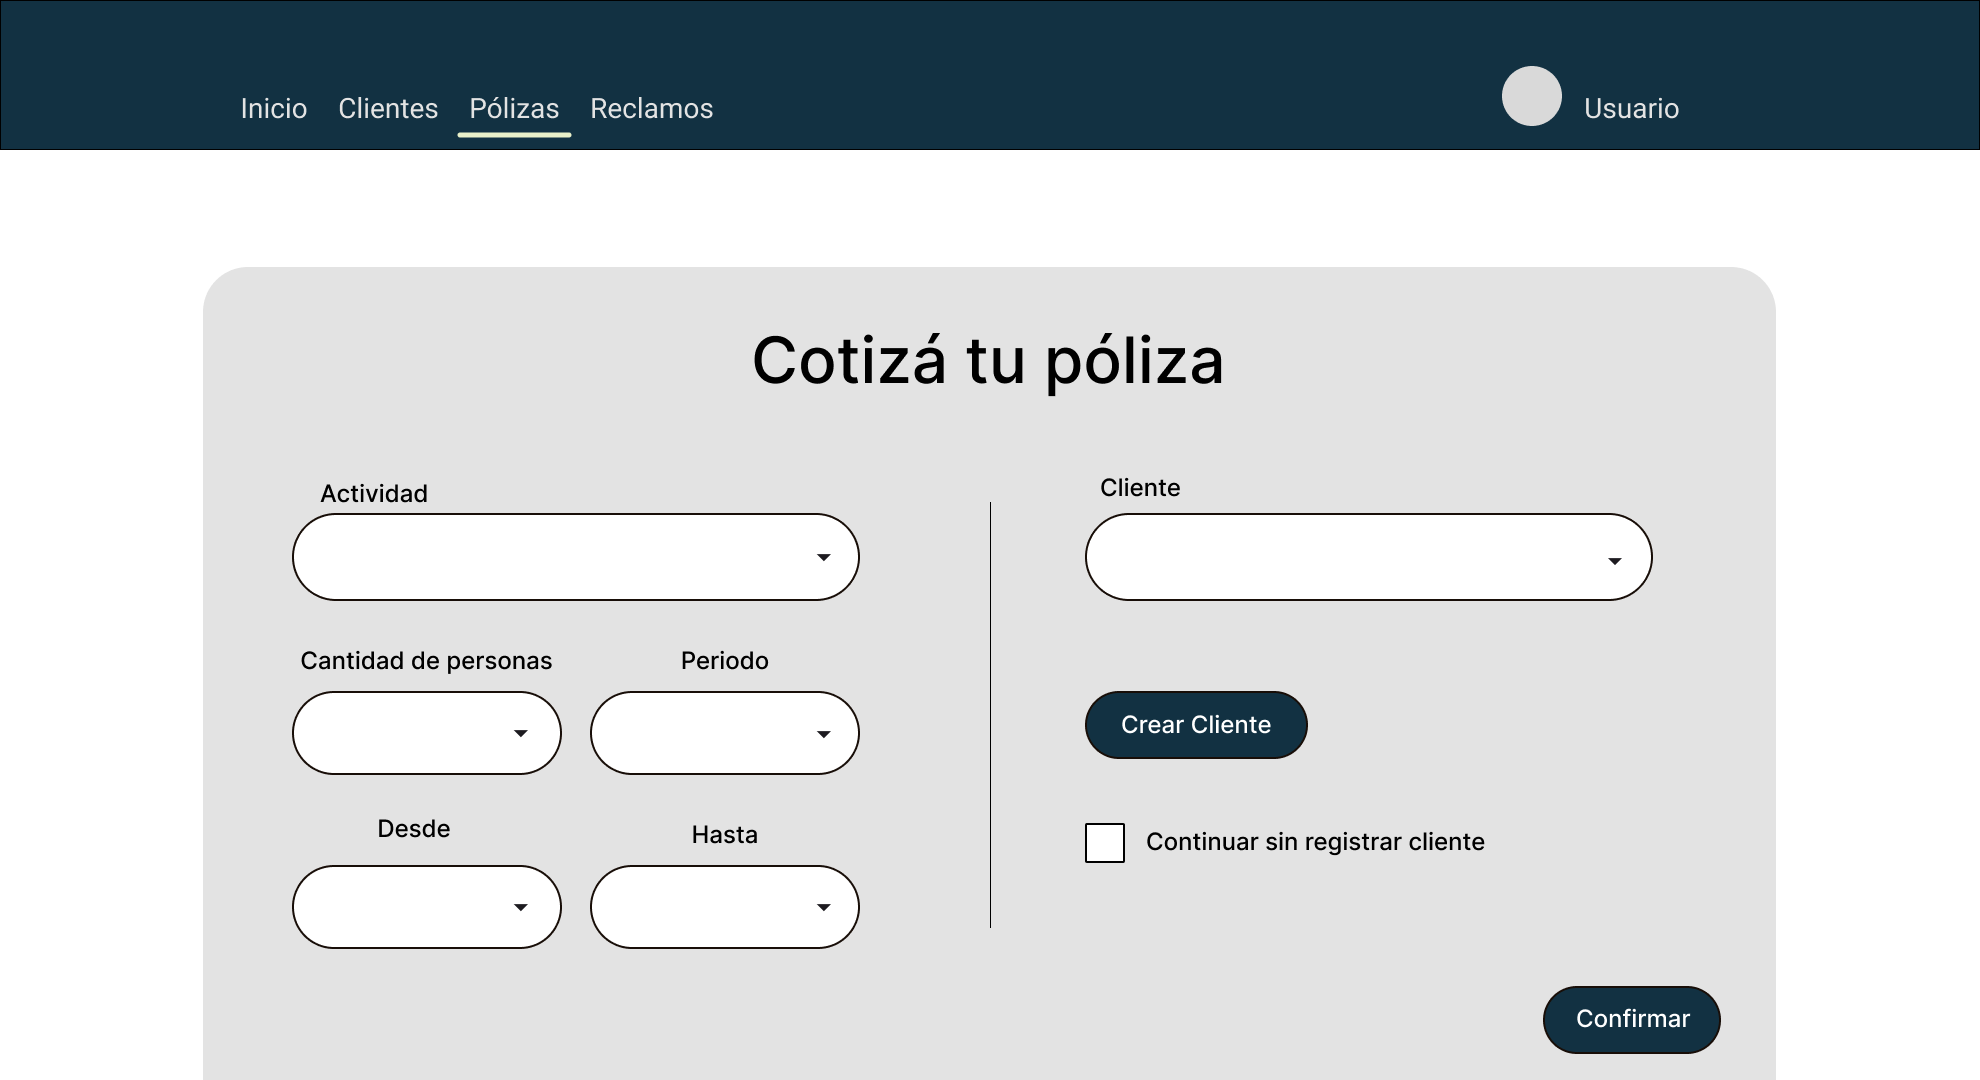 Inicio Clientes Pólizas Reclamos Usuario
Cotizá tu póliza
Actividad
Cantidad de personas Periodo
Desde Hasta
Cliente
Crear Cliente
Continuar sin registrar cliente
Confirmar